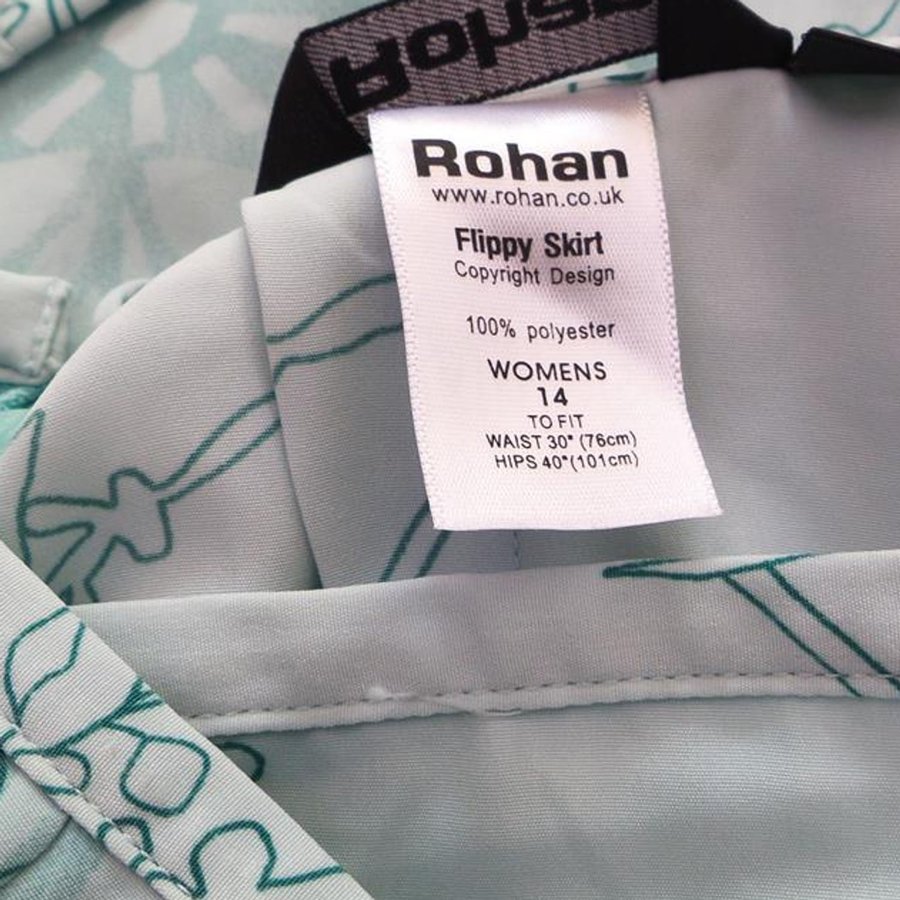 Rohan
Rohan
www.rohan.co.uk
Flippy Skirt
Copyright Design
100% polyester
WOMENS
14
TO FIT
WAIST 30" (76cm)
HIPS 40"(101cm)